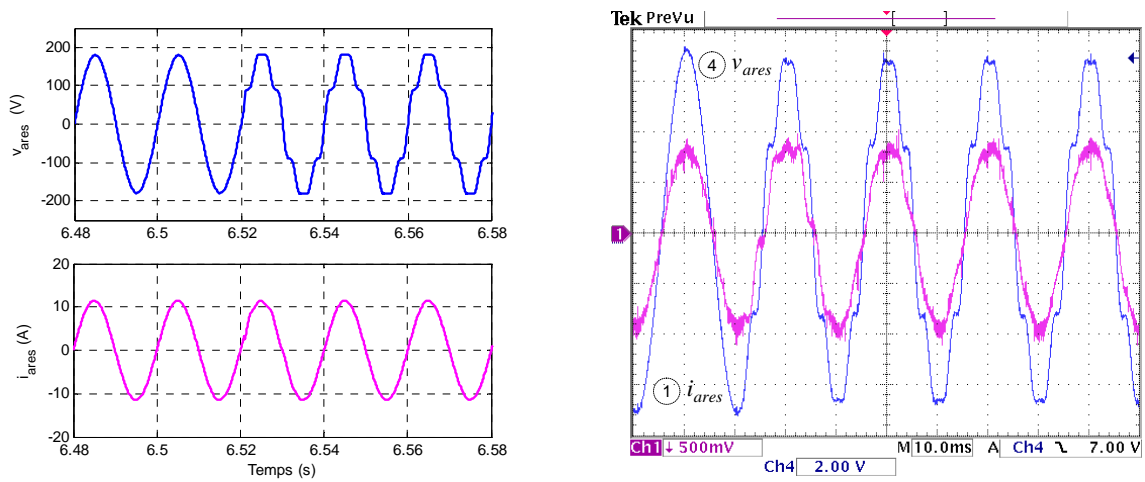 200
100
0
-100
-200
v_ares (V)
6.48 6.5 6.52 6.54 6.56 6.58
20
10
0
-10
-20
i_ares (A)
6.48 6.5 6.52 6.54 6.56 6.58
Temps (s)
Tek PreVu
4 v_ares
1
1 i_ares
Ch1 500mV M 10.0ms A Ch4 7.00 V
Ch4 2.00 V